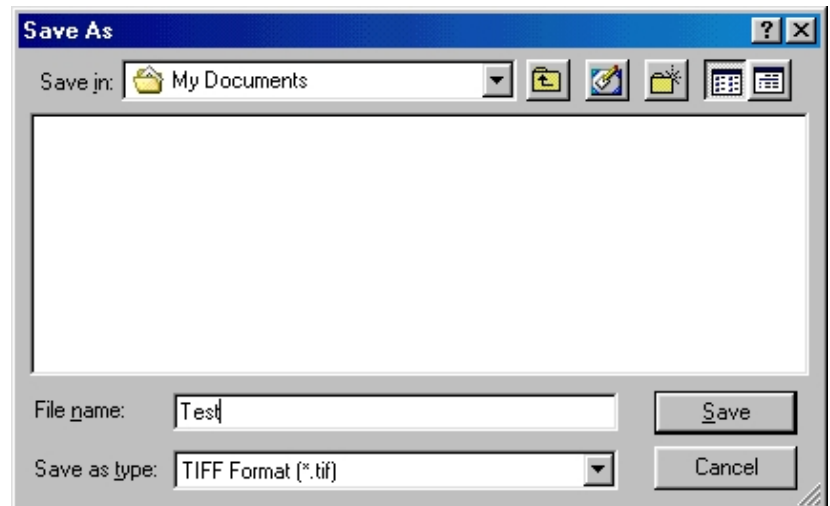 Save As
Save in: My Documents
File name: Test
Save
Save as type: TIFF Format (*.tif)
Cancel